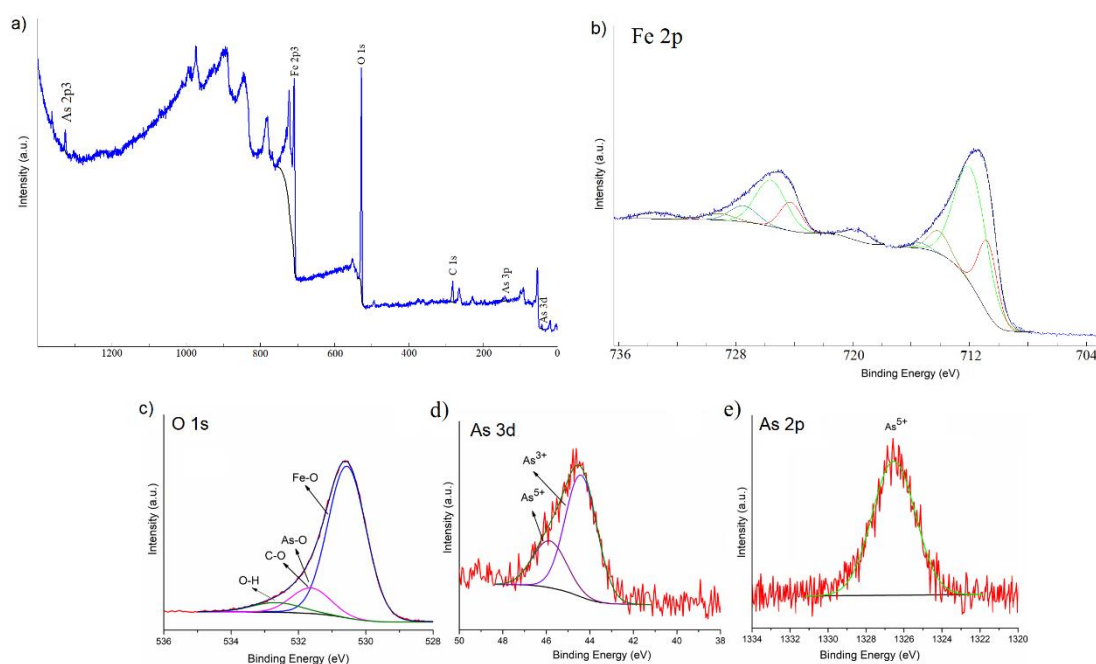 a)
As 2p3
Fe 2p3
O 1s
C 1s
As 3p
As 3d
Intensity (a.u.)
1200 1000 800 600 400 200 0
Binding Energy (eV)
b)
Fe 2p
Intensity (a.u.)
736 728 720 712 704
Binding Energy (eV)
c)
O 1s
Fe-O
As-O
C-O
O-H
Intensity (a.u.)
536 534 532 530 528
Binding Energy (eV)
d)
As 3d
As3+
As5+
Intensity (a.u.)
50 48 46 44 42 40 38
Binding Energy (eV)
e)
As 2p
As5+
Intensity (a.u.)
1334 1332 1330 1328 1326 1324 1322 1320
Binding Energy (eV)